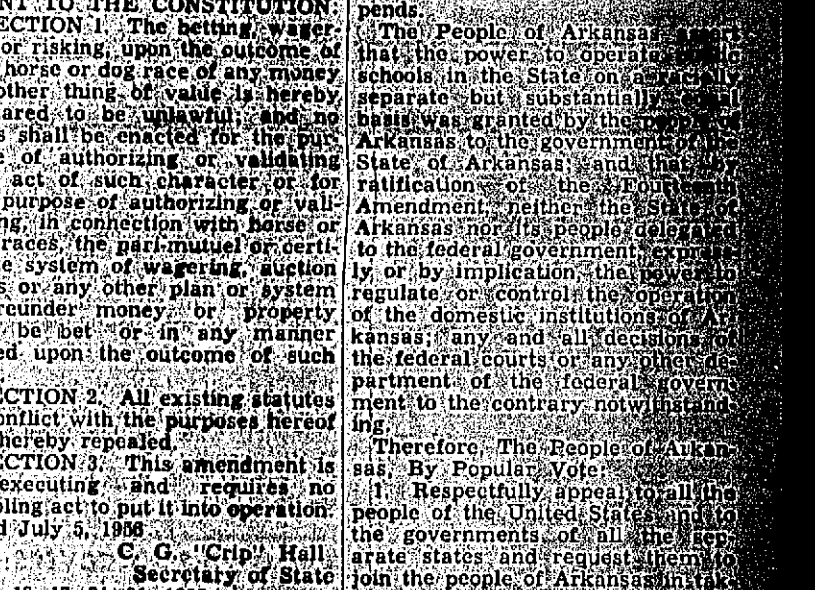 NT TO THE CONSTITUTION:
ECTION 1. The betting, wager-
or risking, upon the outcome of
horse or dog race of any money
other thing of value is hereby
ared to be unlawful; and no
s shall be enacted for the pur-
e of authorizing or validating
act of such character or for
purpose of authorizing or vali-
ng, in connection with horse or
races, the pari-mutuel or certi-
e system of wagering, auction
s or any other plan or system
reunder money or property
be bet or in any manner
ed upon the outcome of such
ECTION 2. All existing statutes
onflict with the purposes hereof
hereby repealed.
ECTION 3. This amendment is
executing and requires no
bling act to put it into operation.
d July 5, 1956
C. G. "Crip" Hall
Secretary of State
pends.
The People of Arkansas assert
that the power to operate public
schools in the State on a racially
separate but substantially equal
basis was granted by the people of
Arkansas to the government of the
State of Arkansas; and that, by
ratification of the Fourteenth
Amendment, neither the State of
Arkansas nor its people delegated
to the federal government, express-
ly or by implication, the power to
regulate or control the operation
of the domestic institutions of Ar-
kansas; any and all decisions of
the federal courts or any other de-
partment of the federal govern-
ment to the contrary notwithstand-
ing.
Therefore, The People of Arkan-
sas, By Popular Vote:
1. Respectfully appeal to all the
people of the United States and to
the governments of all the sep-
arate states and request them to
join the people of Arkansas in tak-